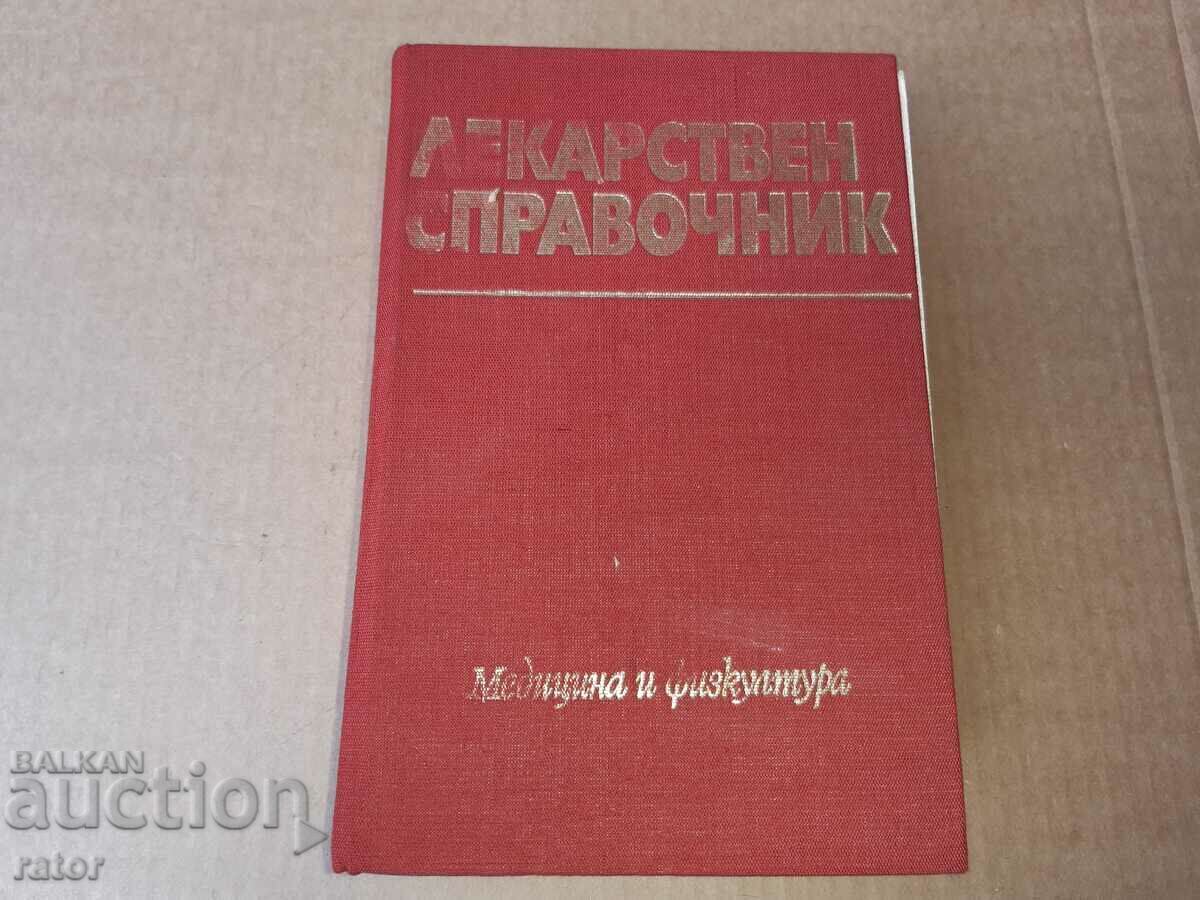 ЛЕКАРСТВЕН
СПРАВОЧНИК
Медицина и физкултура
BALKAN
auction
rator